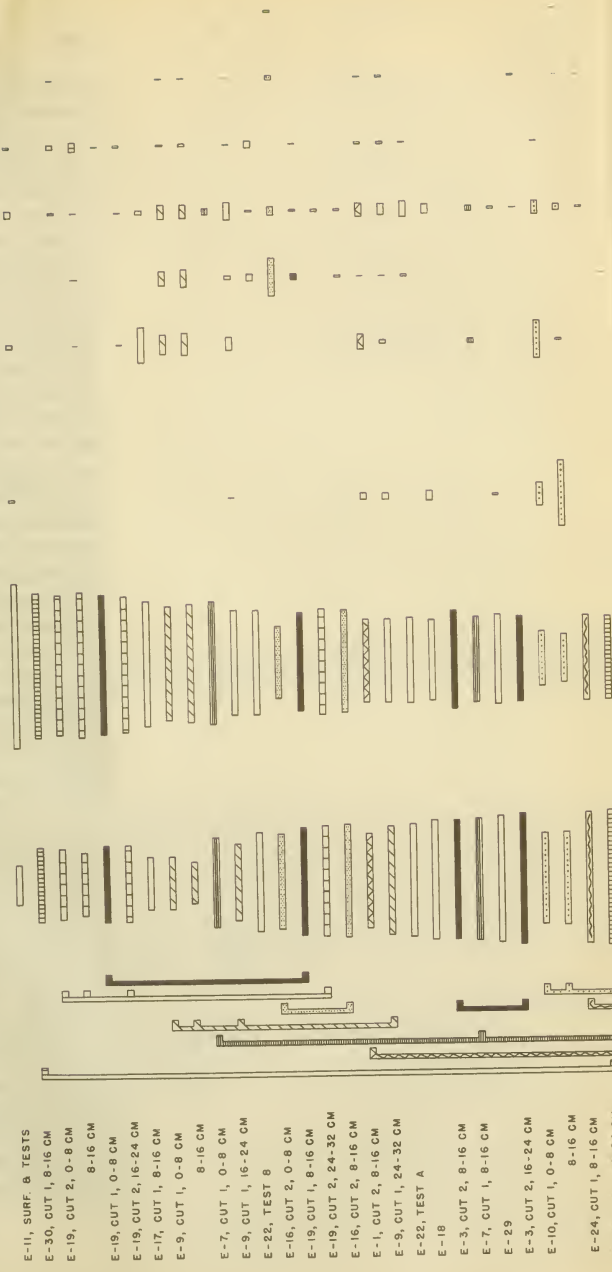 E-11, SURF. & TESTS
E-30, CUT 1, 8-16 CM
E-19, CUT 2, 0-8 CM
8-16 CM
E-19, CUT 1, 0-8 CM
E-19, CUT 2, 16-24 CM
E-17, CUT 1, 8-16 CM
E-9, CUT 1, 0-8 CM
8-16 CM
E-7, CUT 1, 0-8 CM
E-9, CUT 1, 16-24 CM
E-22, TEST B
E-16, CUT 2, 0-8 CM
E-19, CUT 1, 8-16 CM
E-19, CUT 2, 24-32 CM
E-16, CUT 2, 8-16 CM
E-1, CUT 2, 8-16 CM
E-9, CUT 1, 24-32 CM
E-22, TEST A
E-18
E-3, CUT 2, 8-16 CM
E-7, CUT 1, 8-16 CM
E-29
E-3, CUT 2, 16-24 CM
E-10, CUT 1, 0-8 CM
8-16 CM
E-24, CUT 1, 8-16 CM